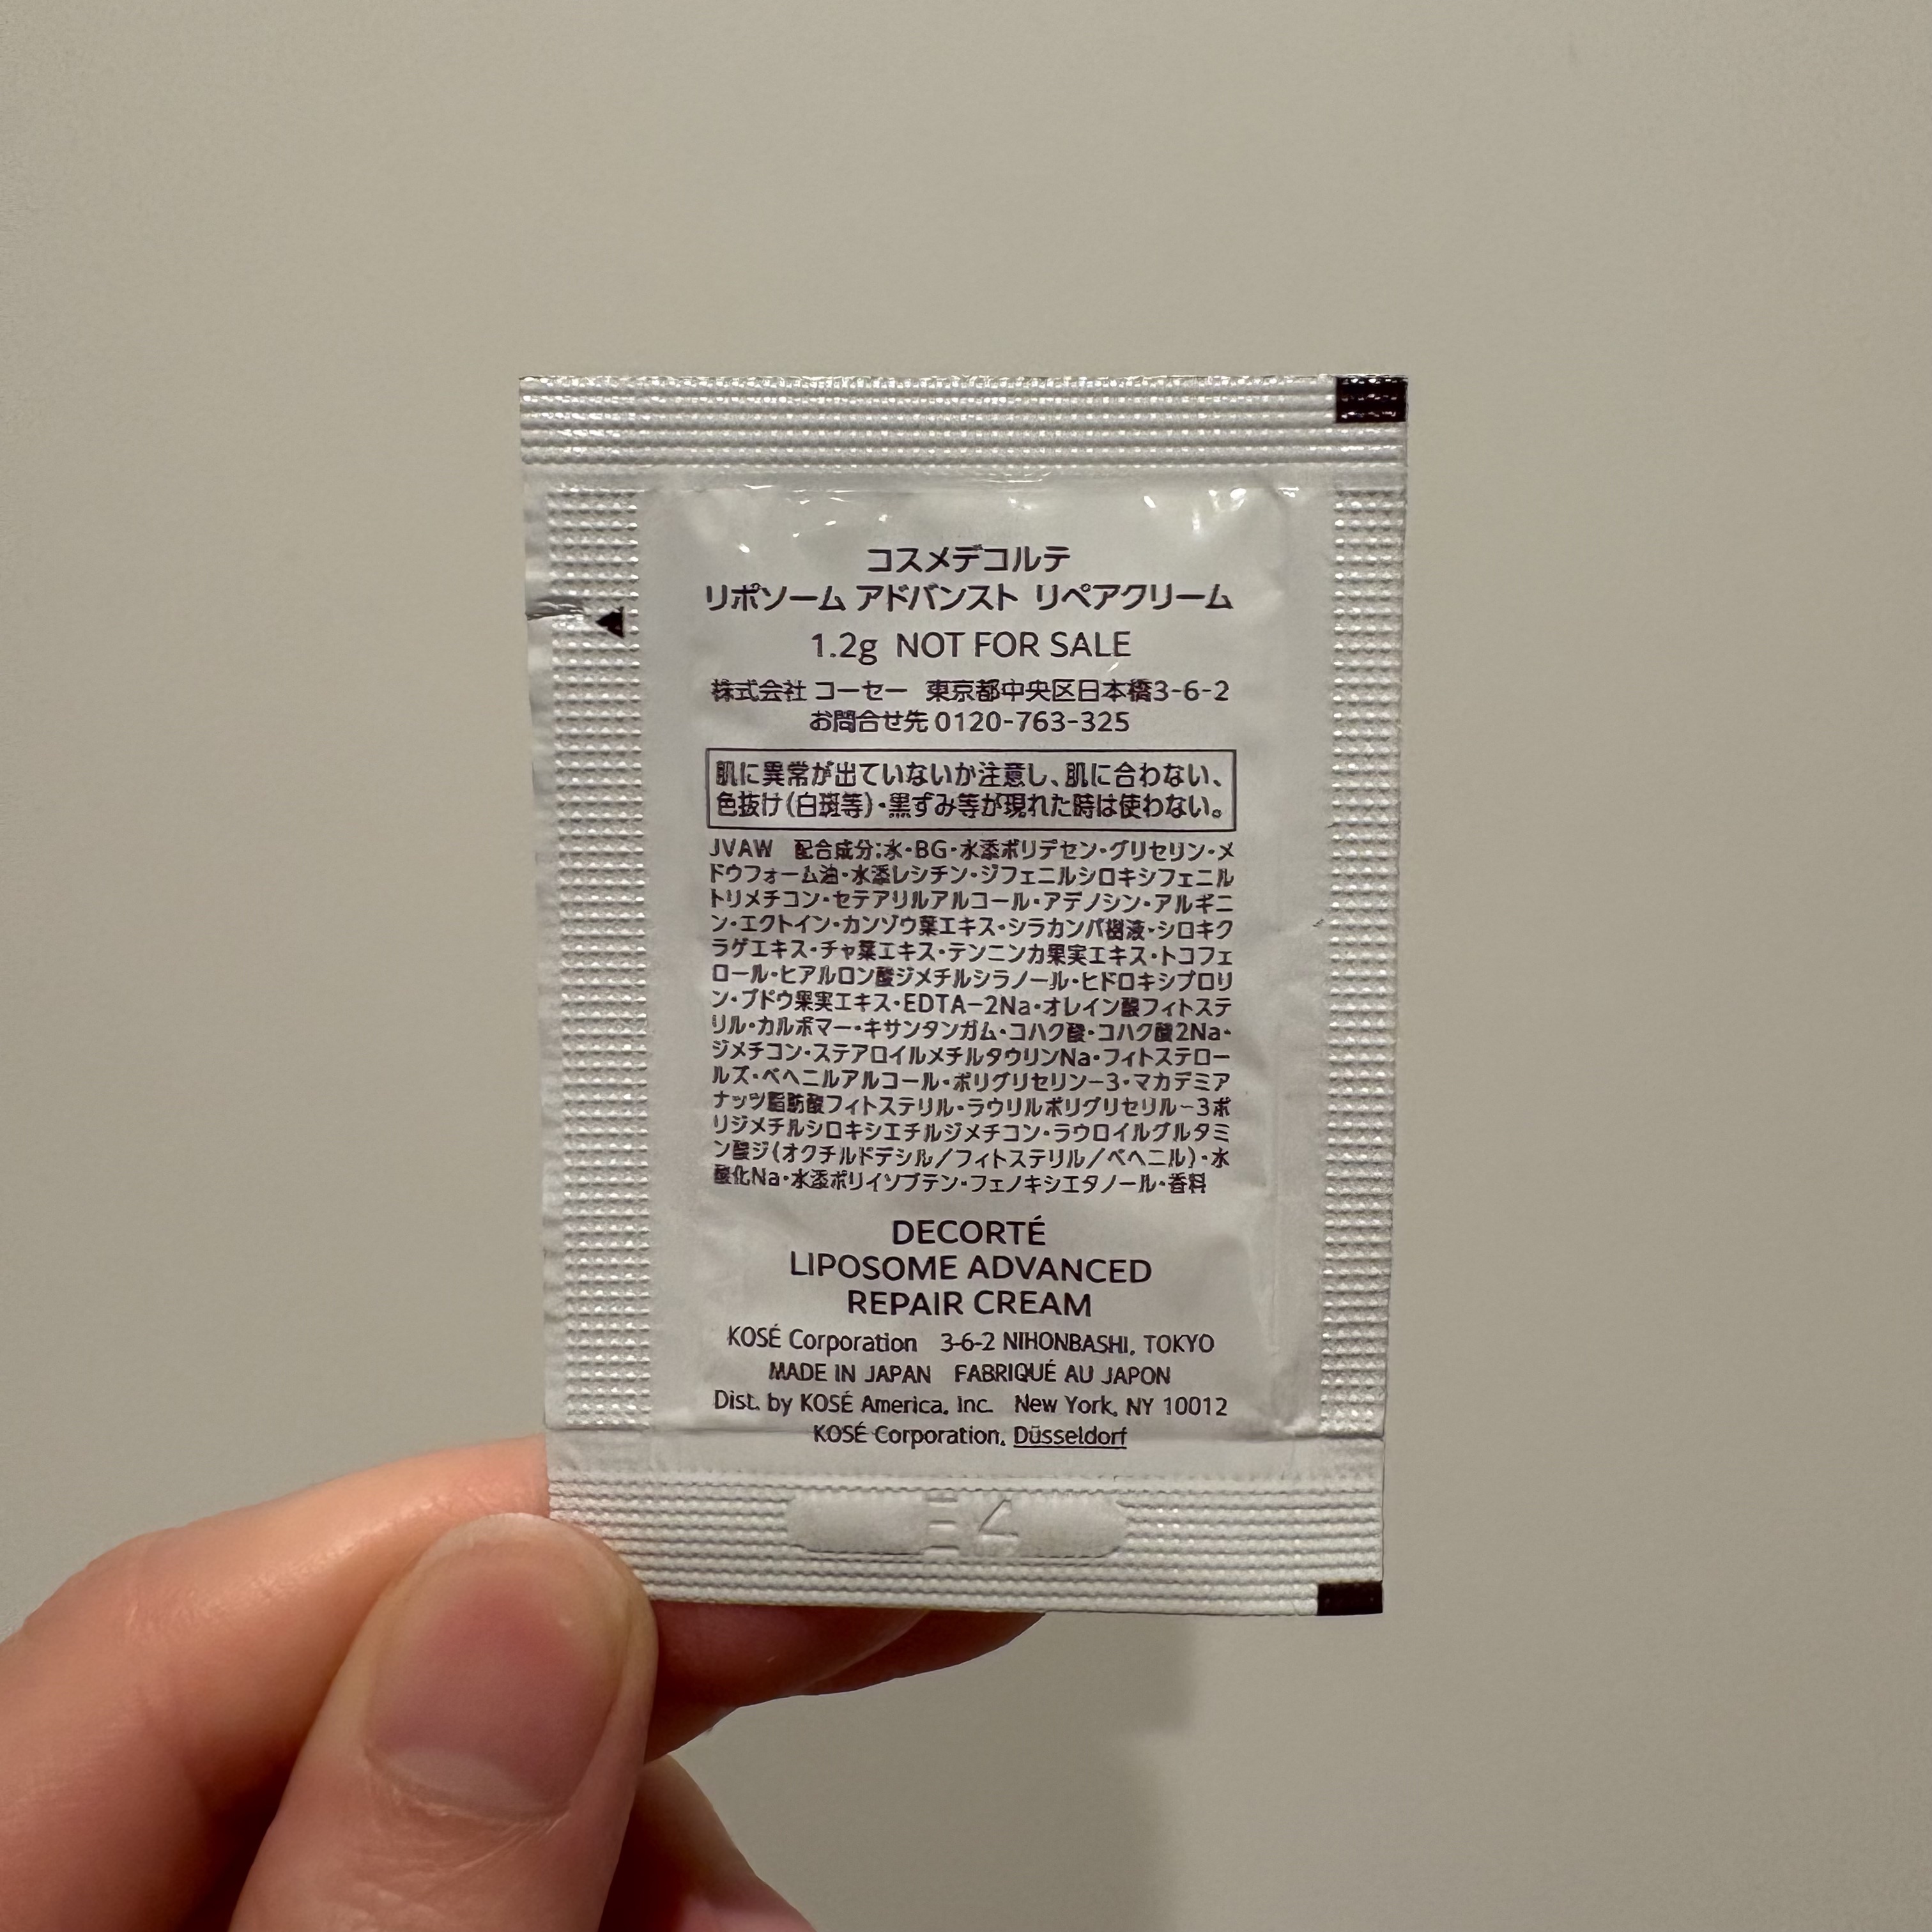 コスメデコルテ
リポソーム アドバンスト リペアクリーム
1.2g NOT FOR SALE
株式会社 コーセー 東京都中央区日本橋3-6-2
お問合せ先 0120-763-325
肌に異常が出ていないか注意し、肌に合わない、
色抜け(白斑等)・黒ずみ等が現れた時は使わない。
JVAW 配合成分:水・BG・水添ポリデセン・グリセリン・メ
ドウフォーム油・水添レシチン・ジフェニルシロキシフェニル
トリメチコン・セテアリルアルコール・アデノシン・アルギニ
ン・エクトイン・カンゾウ葉エキス・シラカンバ樹液・シロキク
ラゲエキス・チャ葉エキス・テンニンカ果実エキス・トコフェ
ロール・ヒアルロン酸ジメチルシラノール・ヒドロキシプロリ
ン・ブドウ果実エキス・EDTA-2Na・オレイン酸フィトステ
リル・カルボマー・キサンタンガム・コハク酸・コハク酸2Na・
ジメチコン・ステアロイルメチルタウリンNa・フィトステロー
ルズ・ベヘニルアルコール・ポリグリセリン-3・マカデミア
ナッツ脂肪酸フィトステリル・ラウリルポリグリセリル-3ポ
リジメチルシロキシエチルジメチコン・ラウロイルグルタミ
ン酸ジ(オクチルドデシル/フィトステリル/ベヘニル)・水
酸化Na・水添ポリイソブテン・フェノキシエタノール・香料
DECORTÉ
LIPOSOME ADVANCED
REPAIR CREAM
KOSÉ Corporation 3-6-2 NIHONBASHI, TOKYO
MADE IN JAPAN FABRIQUÉ AU JAPON
Dist. by KOSÉ America, Inc. New York, NY 10012
KOSÉ Corporation, Düsseldorf